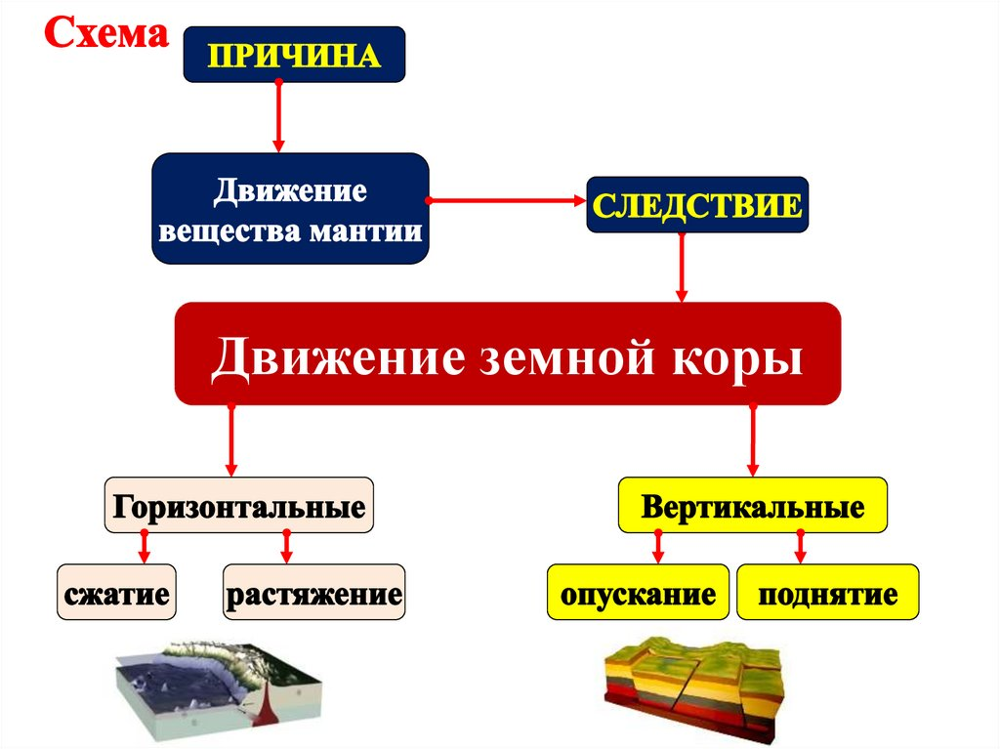 Схема
ПРИЧИНА
Движение
вещества мантии
СЛЕДСТВИЕ
Движение земной коры
Горизонтальные
Вертикальные
сжатие
растяжение
опускание
поднятие